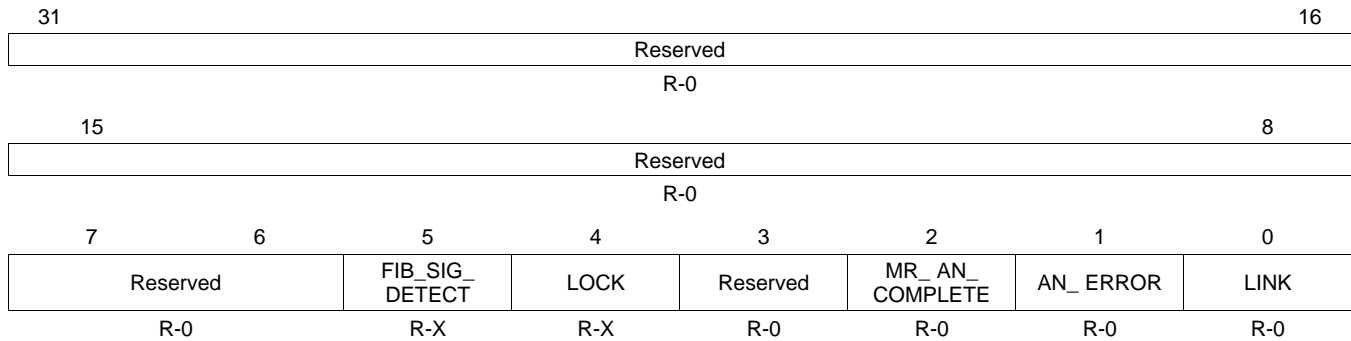 31 16
Reserved
R-0
15 8
Reserved
R-0
7 6 5 4 3 2 1 0
Reserved FIB_SIG_ DETECT LOCK Reserved MR_ AN_ COMPLETE AN_ ERROR LINK
R-0 R-X R-X R-0 R-0 R-0 R-0